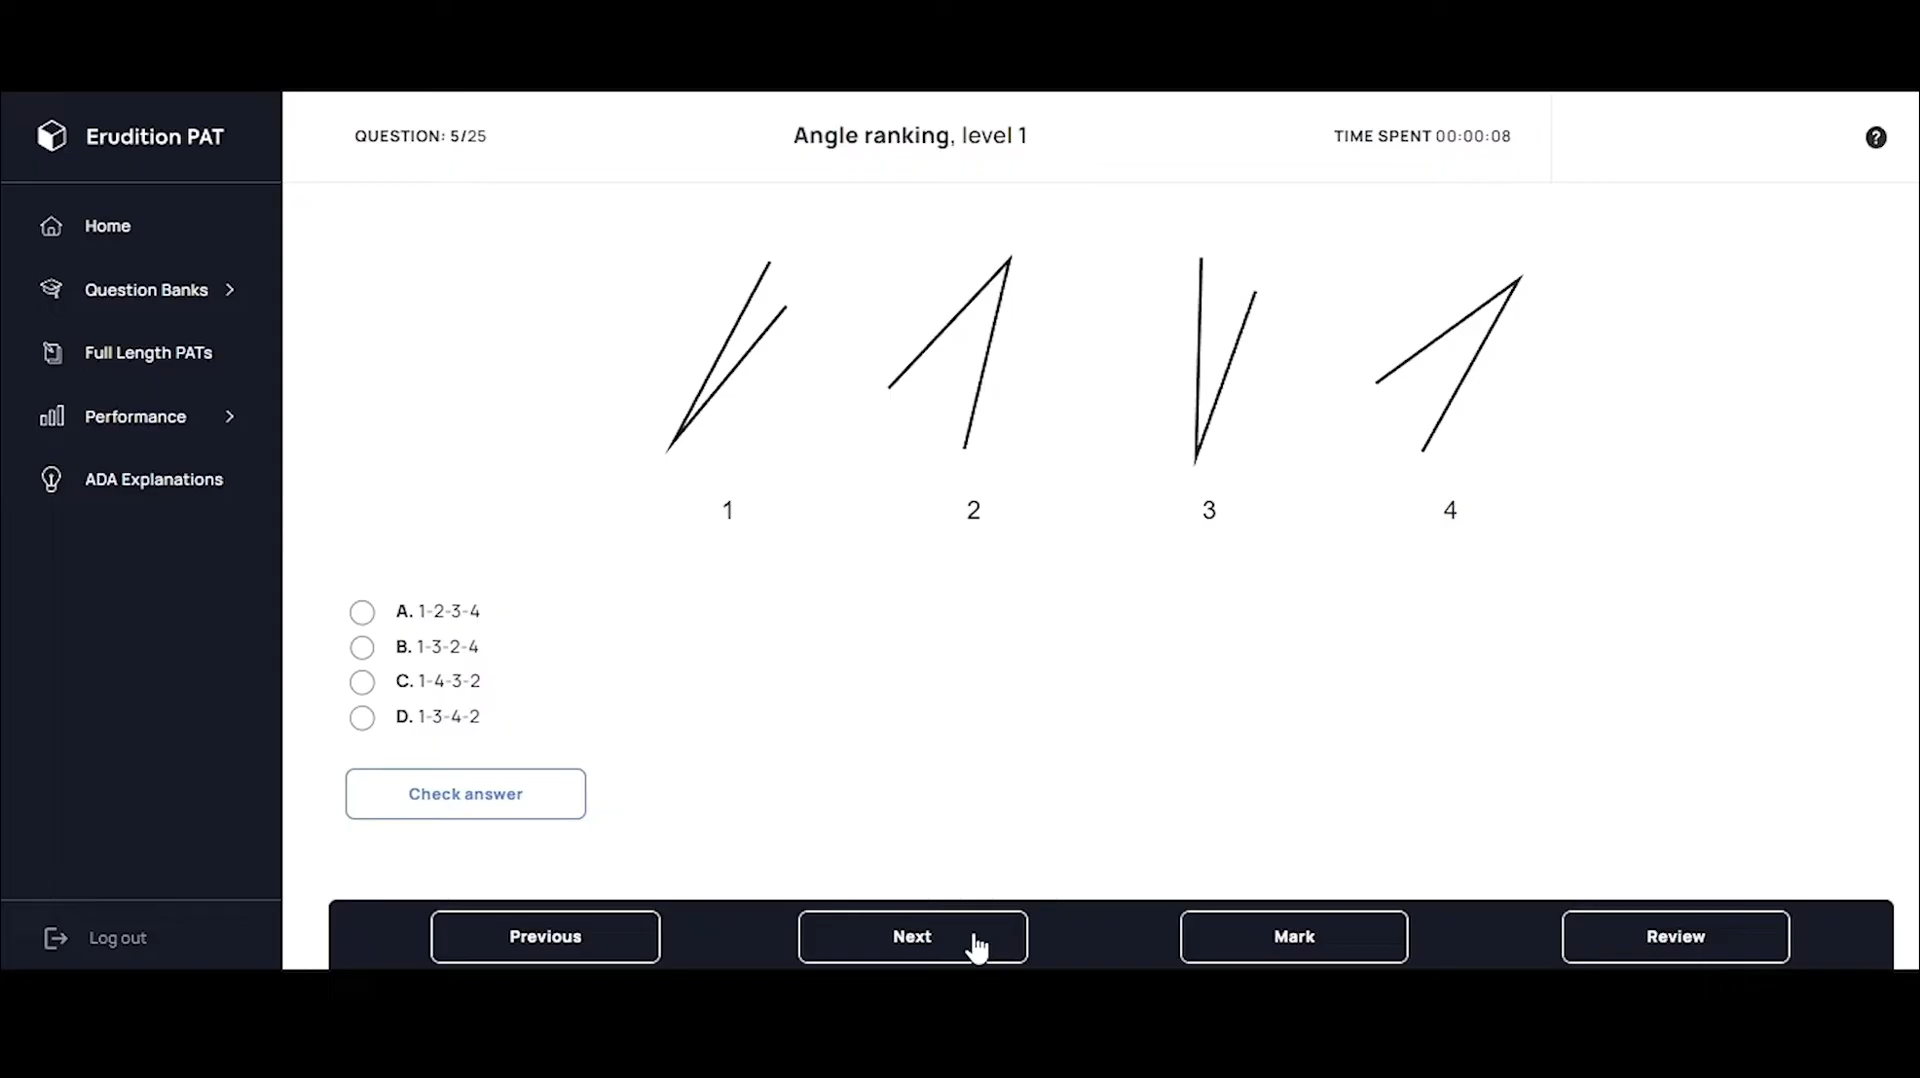 Erudition PAT
QUESTION: 5/25
Angle ranking, level 1
TIME SPENT 00:00:08
?
Home
Question Banks
Full Length PATs
Performance
ADA Explanations
1
2
3
4
A. 1-2-3-4
B. 1-3-2-4
C. 1-4-3-2
D. 1-3-4-2
Check answer
Log out
Previous
Next
Mark
Review